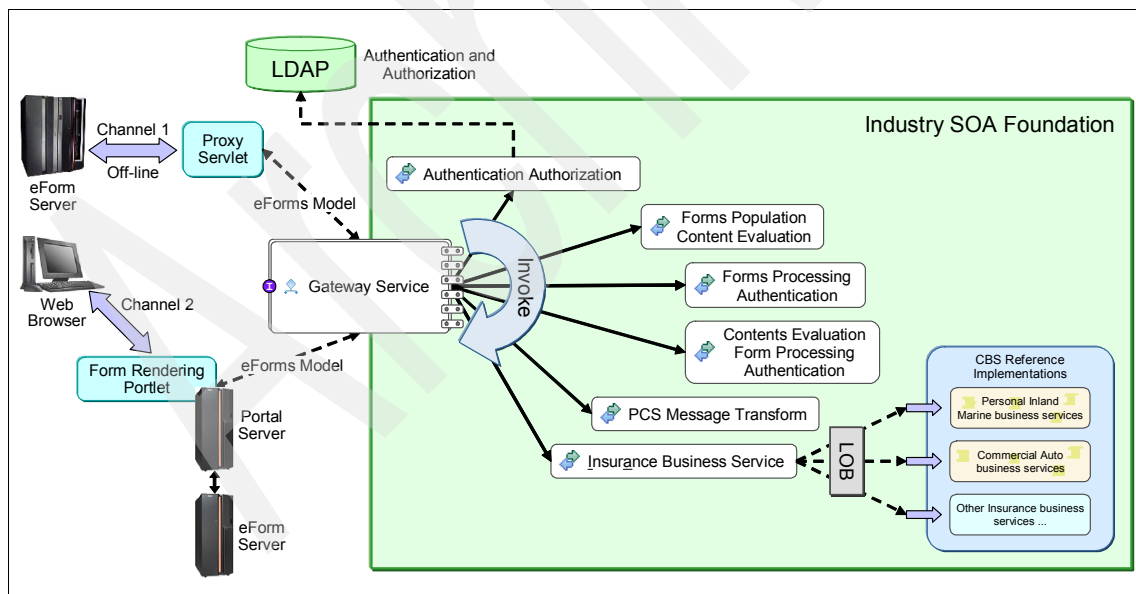 LDAP
Authentication and
Authorization
Industry SOA Foundation
Channel 1
Off-line
eForm
Server
Proxy
Servlet
eForms Model
Authentication Authorization
Forms Population
Content Evaluation
Web
Browser
Channel 2
I
Gateway Service
Invoke
Forms Processing
Authentication
Contents Evaluation
Form Processing
Authentication
Form Rendering
Portlet
eForms Model
Portal
Server
PCS Message Transform
Insurance Business Service
LOB
CBS Reference
Implementations
Personal Inland
Marine business services
Commercial Auto
business services
Other Insurance business
services ...
eForm
Server